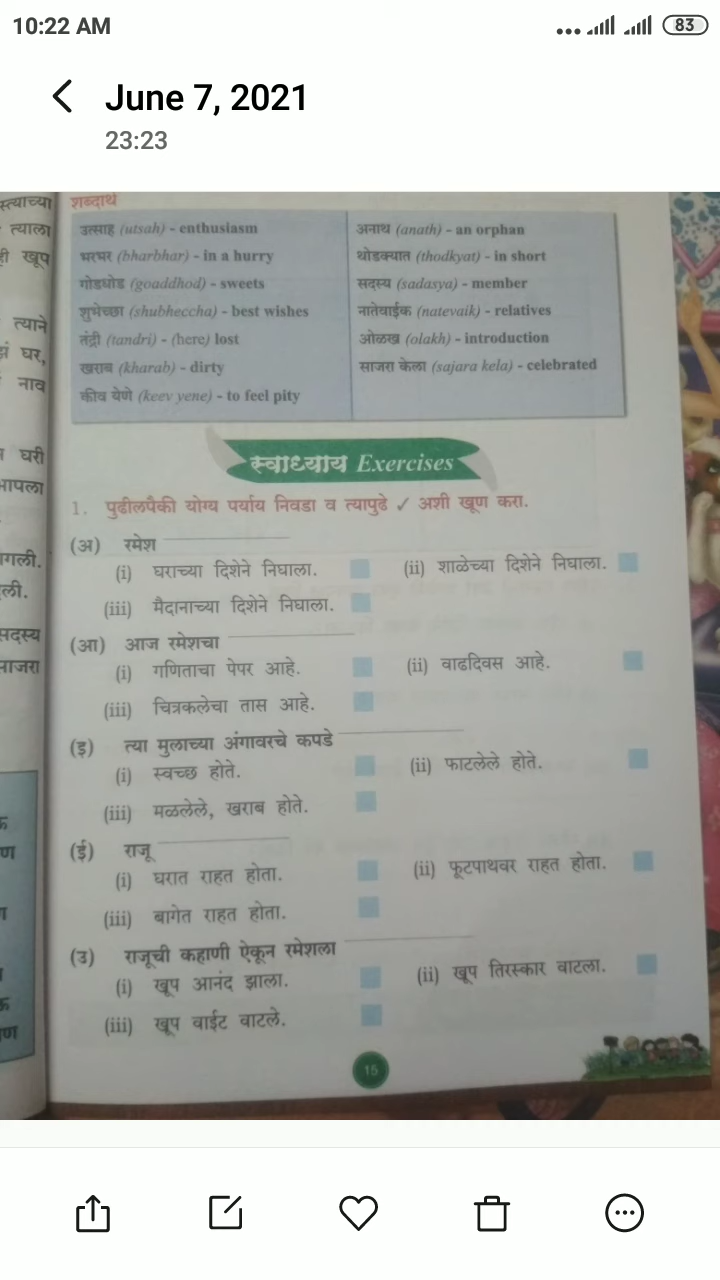 10:22 AM
83
June 7, 2021
23:23
स्त्याच्या
त्याला
ही खूप
त्याने
घर,
नाव
घरी
आपला
ली.
सदस्य
साजरा
ण
ण
शब्दार्थ
उत्साह (utsah) - enthusiasm
भरभर (bharbhar) - in a hurry
गोडधोड (goaddhod) - sweets
शुभेच्छा (shubheccha) - best wishes
तंद्री (tandri) - (here) lost
खराब (kharab) - dirty
कीव येणे (keev yene) - to feel pity
अनाथ (anath) - an orphan
थोडक्यात (thodkyat) - in short
सदस्य (sadasya) - member
नातेवाईक (natevaik) - relatives
ओळख (olakh) - introduction
साजरा केला (sajara kela) - celebrated
स्वाध्याय Exercises
1. पुढीलपैकी योग्य पर्याय निवडा व त्यापुढे ✓ अशी खूण करा.
(अ) रमेश
(i) घराच्या दिशेने निघाला. (ii) शाळेच्या दिशेने निघाला.
(iii) मैदानाच्या दिशेने निघाला.
(आ) आज रमेशचा
(i) गणिताचा पेपर आहे. (ii) वाढदिवस आहे.
(iii) चित्रकलेचा तास आहे.
(इ) त्या मुलाच्या अंगावरचे कपडे
(i) स्वच्छ होते. (ii) फाटलेले होते.
(iii) मळलेले, खराब होते.
(ई) राजू
(i) घरात राहत होता. (ii) फूटपाथवर राहत होता.
(iii) बागेत राहत होता.
(उ) राजूची कहाणी ऐकून रमेशला
(i) खूप आनंद झाला. (ii) खूप तिरस्कार वाटला.
(iii) खूप वाईट वाटले.
15